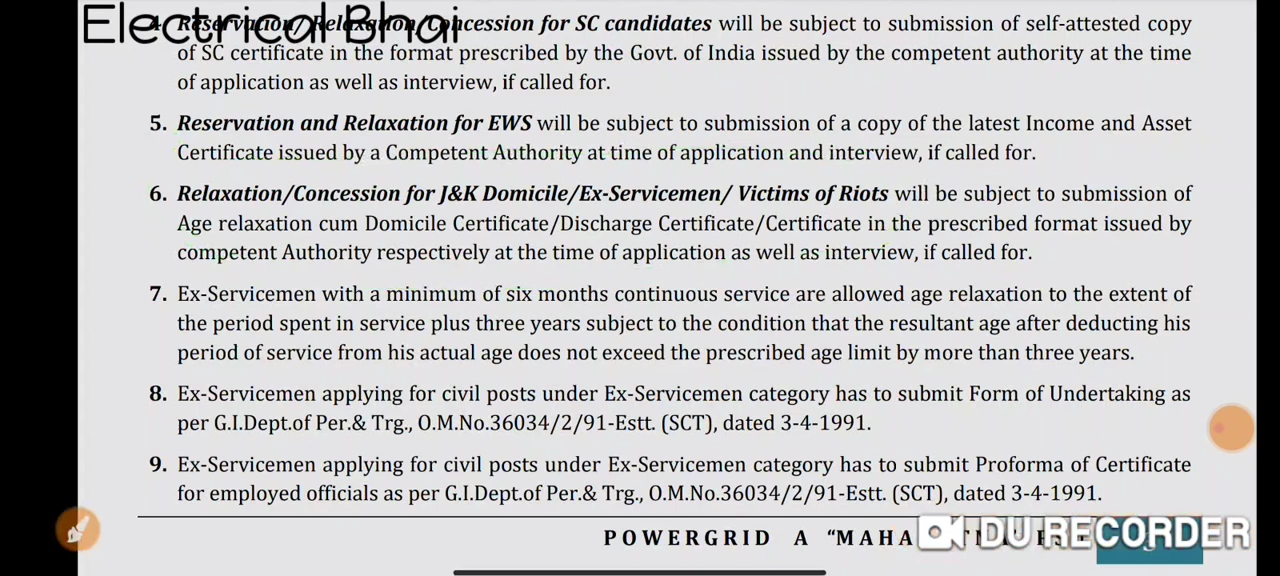 Electrical Bhai
4. Reservation/ Relaxation/Concession for SC candidates will be subject to submission of self-attested copy
of SC certificate in the format prescribed by the Govt. of India issued by the competent authority at the time
of application as well as interview, if called for.
5. Reservation and Relaxation for EWS will be subject to submission of a copy of the latest Income and Asset
Certificate issued by a Competent Authority at time of application and interview, if called for.
6. Relaxation/Concession for J&K Domicile/Ex-Servicemen/ Victims of Riots will be subject to submission of
Age relaxation cum Domicile Certificate/Discharge Certificate/Certificate in the prescribed format issued by
competent Authority respectively at the time of application as well as interview, if called for.
7. Ex-Servicemen with a minimum of six months continuous service are allowed age relaxation to the extent of
the period spent in service plus three years subject to the condition that the resultant age after deducting his
period of service from his actual age does not exceed the prescribed age limit by more than three years.
8. Ex-Servicemen applying for civil posts under Ex-Servicemen category has to submit Form of Undertaking as
per G.I.Dept.of Per.& Trg., O.M.No.36034/2/91-Estt. (SCT), dated 3-4-1991.
9. Ex-Servicemen applying for civil posts under Ex-Servicemen category has to submit Proforma of Certificate
for employed officials as per G.I.Dept.of Per.& Trg., O.M.No.36034/2/91-Estt. (SCT), dated 3-4-1991.
POWERGRID A “MAHA
DU RECORDER